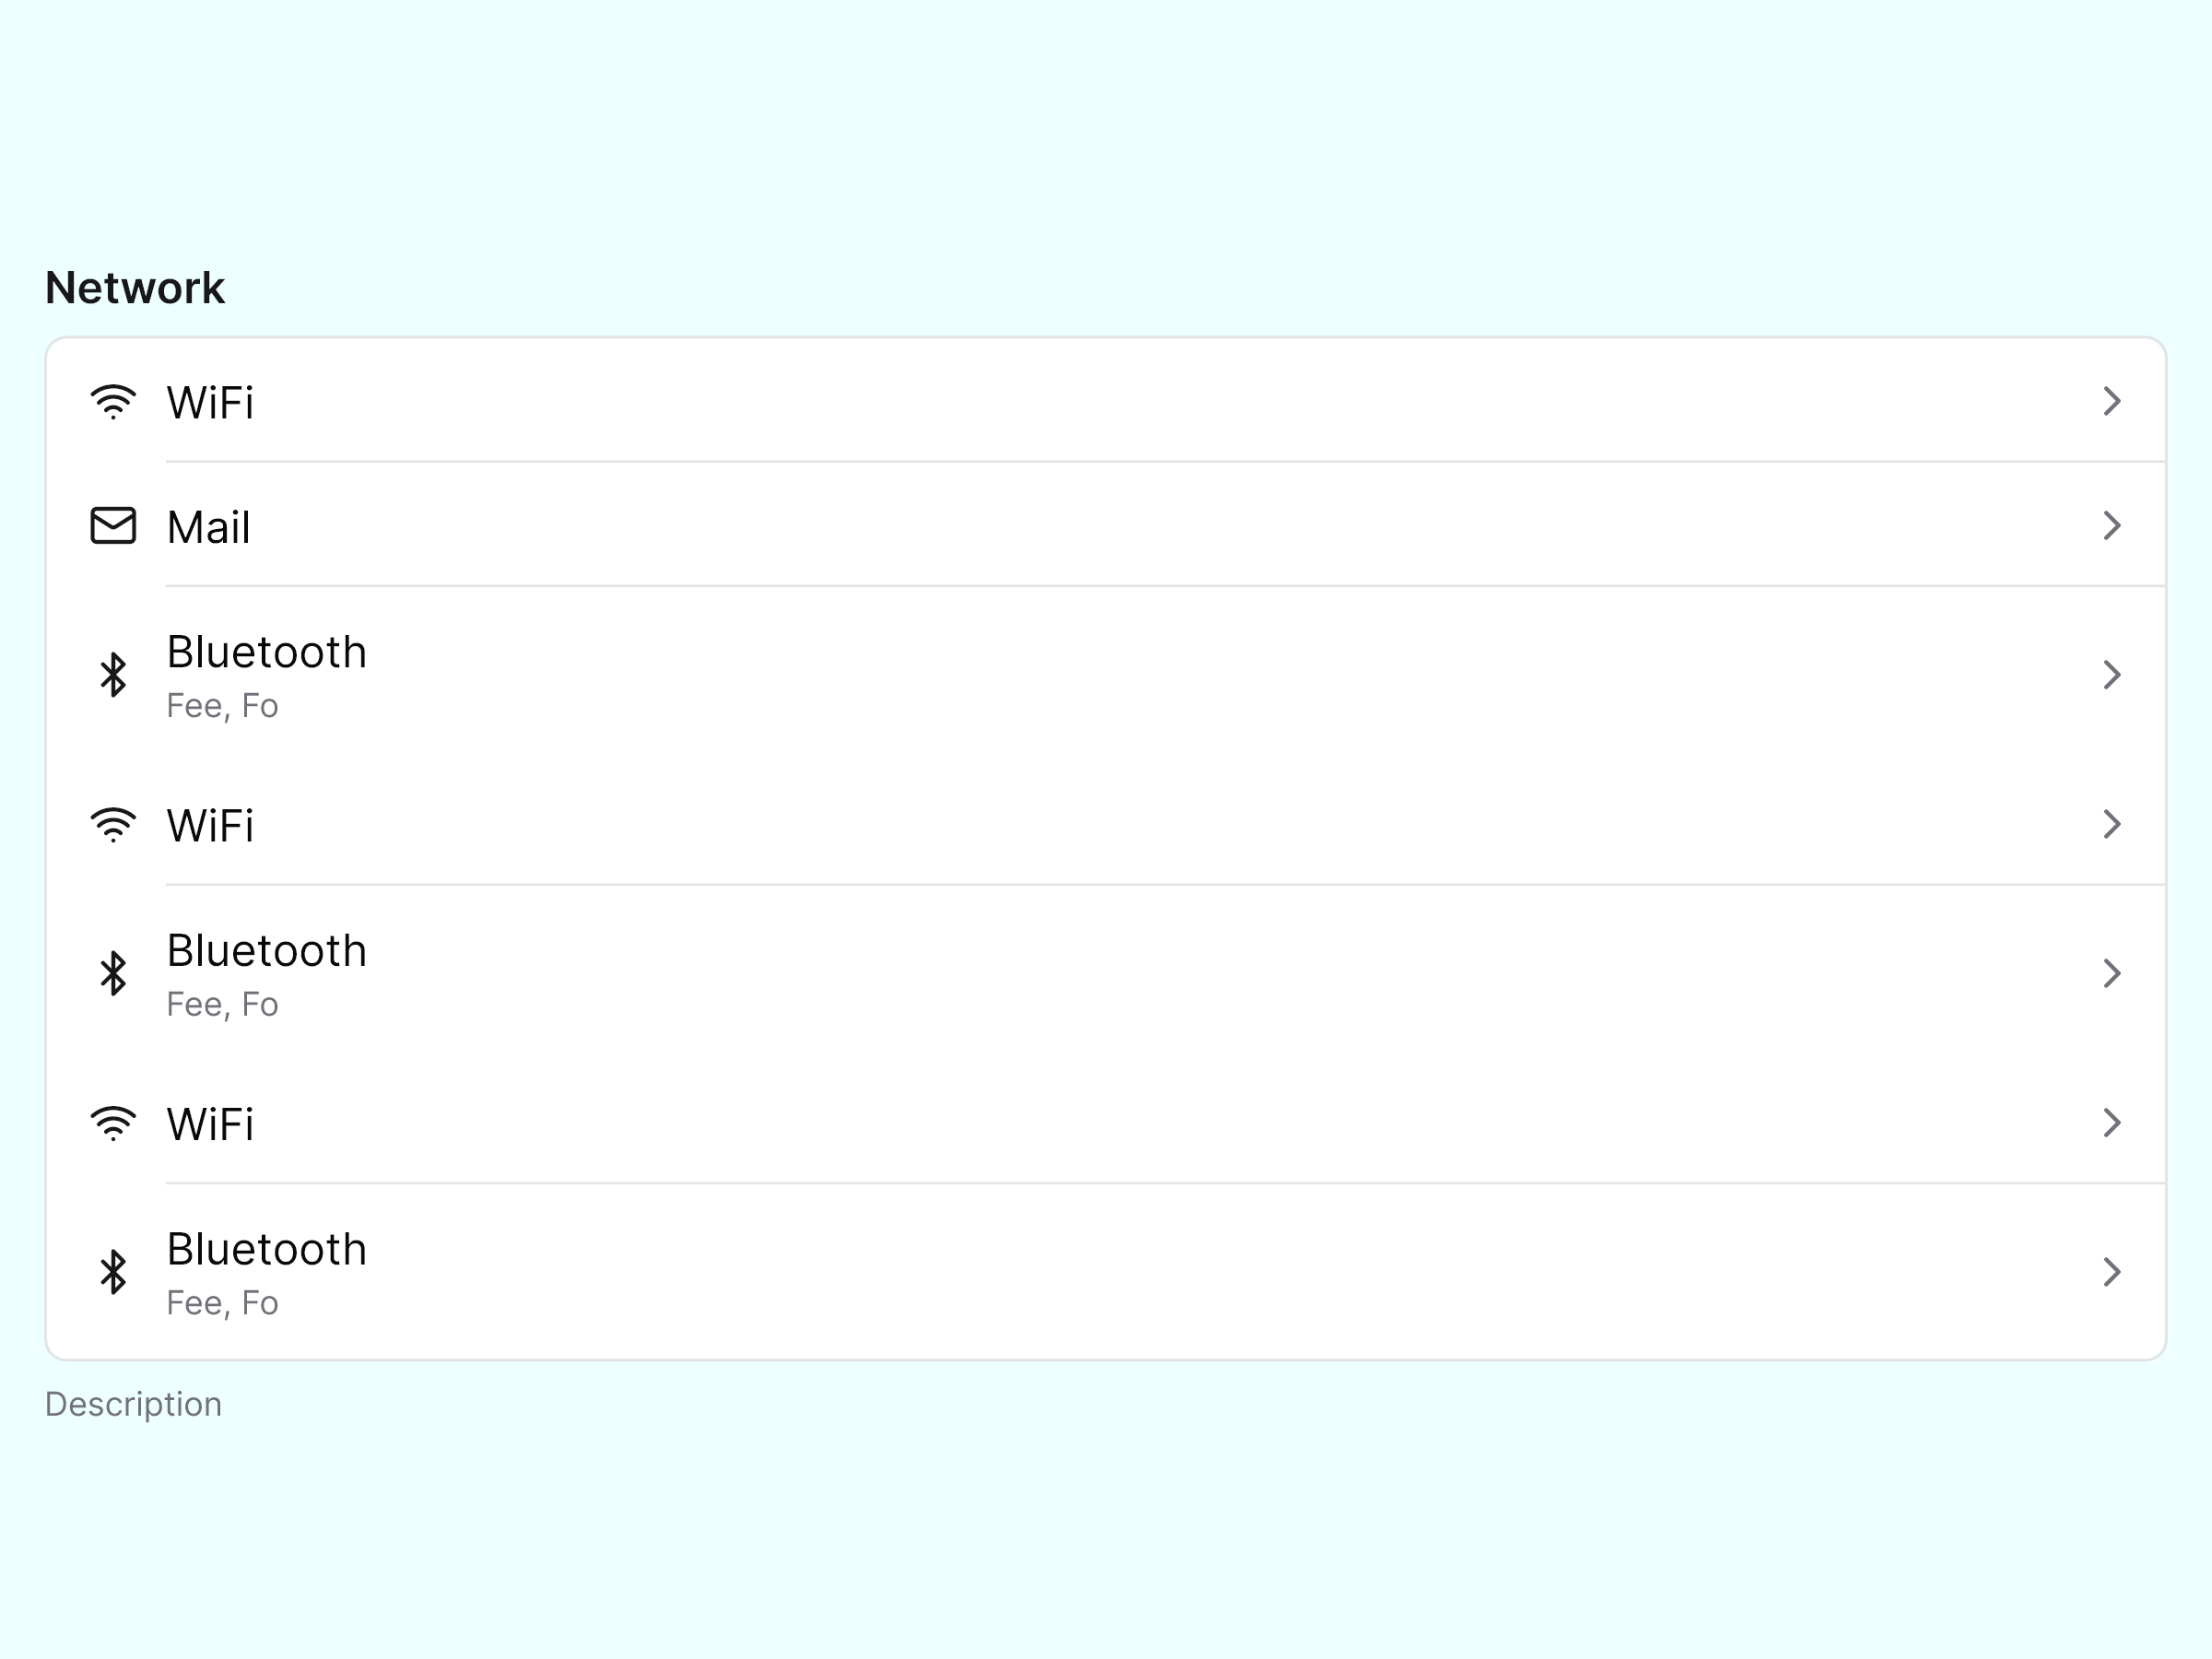 Network
WiFi
Mail
Bluetooth
Fee, Fo
WiFi
Bluetooth
Fee, Fo
WiFi
Bluetooth
Fee, Fo
Description